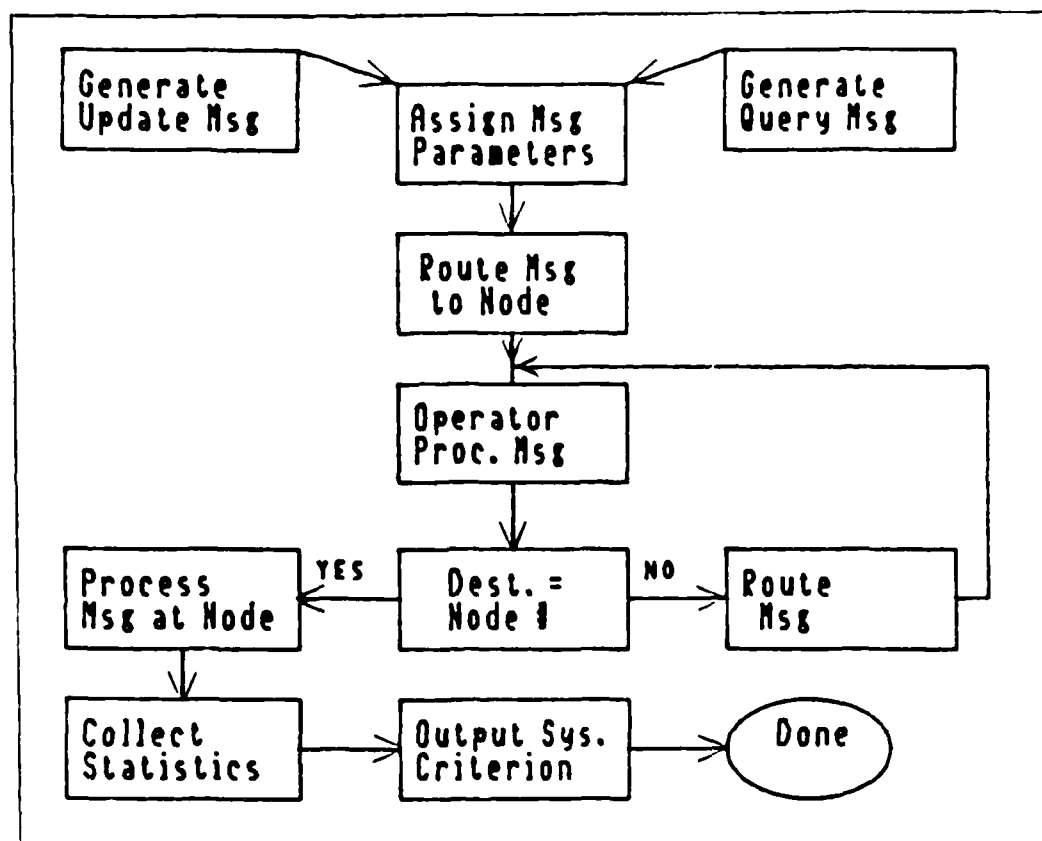 Generate
Update Msg
Assign Msg
Parameters
Generate
Query Msg
Route Msg
to Node
Operator
Proc. Msg
Process
Msg at Node
YES
Dest. =
Node #
NO
Route
Msg
Collect
Statistics
Output Sys.
Criterion
Done